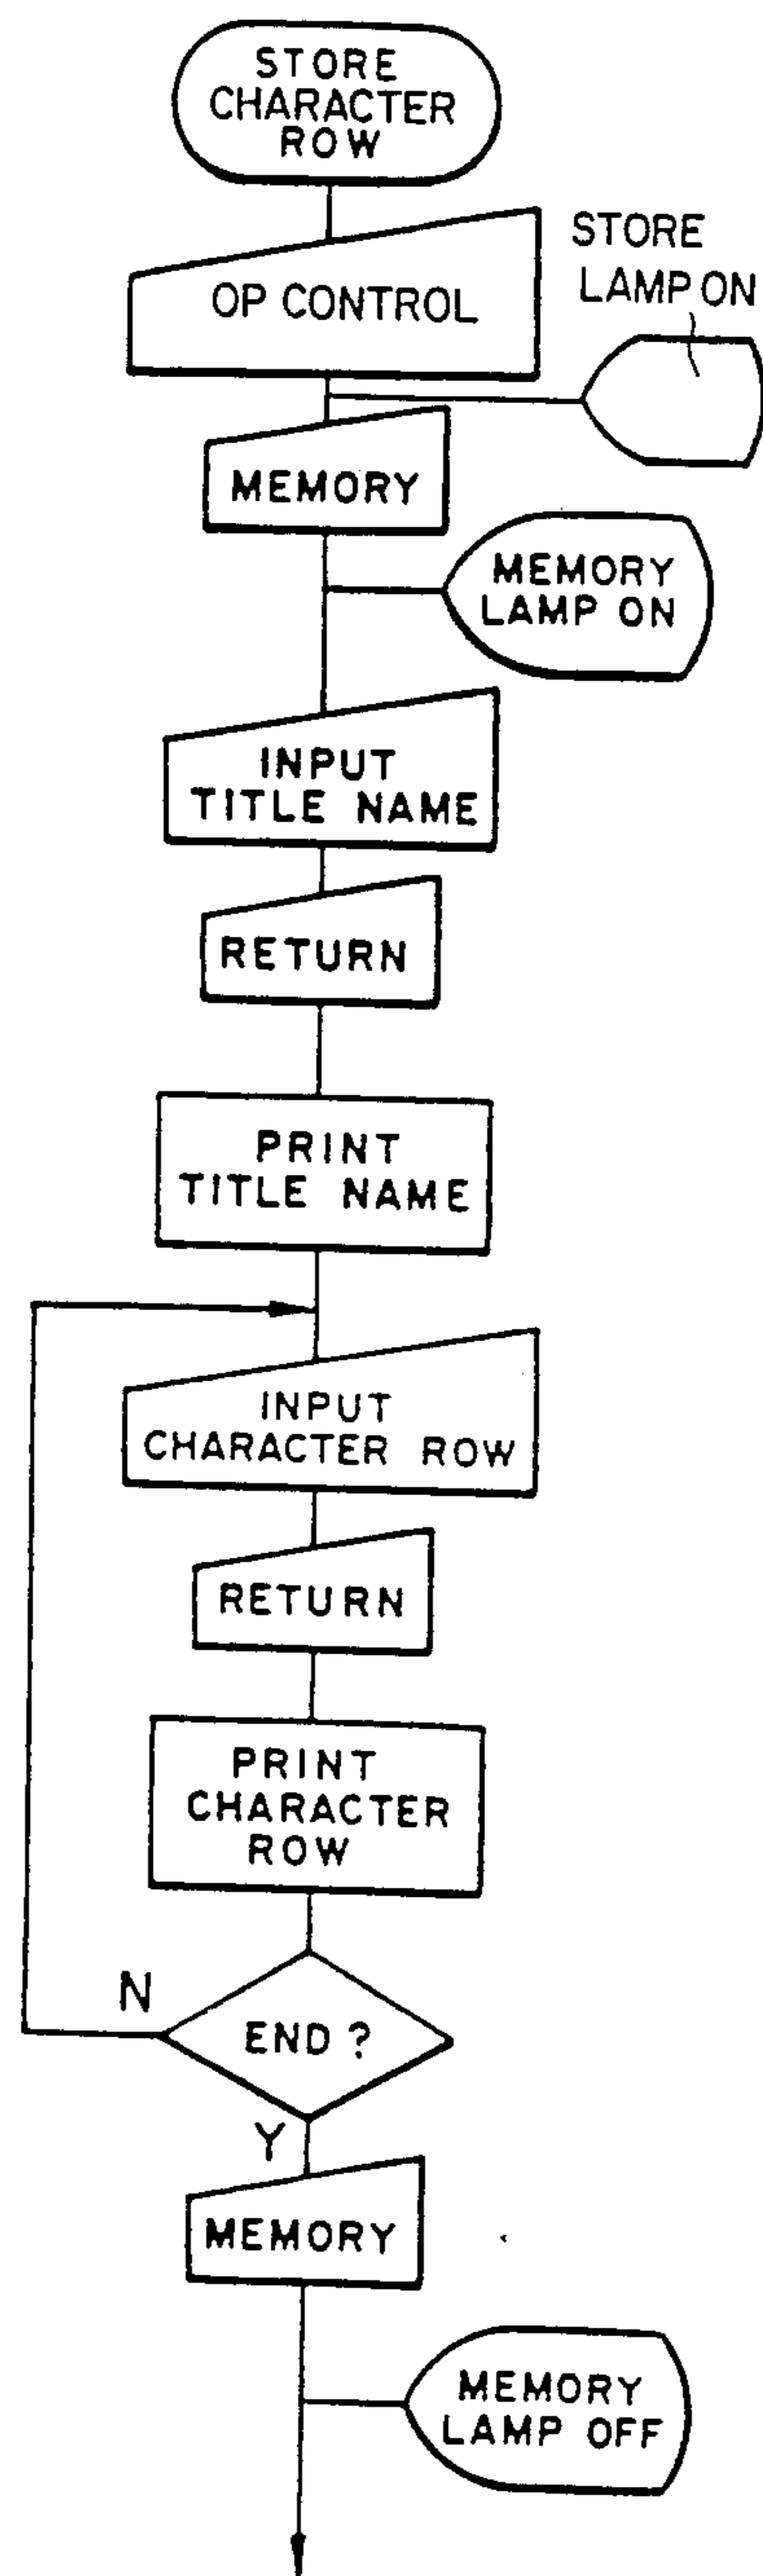 STORE
CHARACTER
ROW
OP CONTROL
STORE
LAMP ON
MEMORY
MEMORY
LAMP ON
INPUT
TITLE NAME
RETURN
PRINT
TITLE NAME
INPUT
CHARACTER ROW
RETURN
PRINT
CHARACTER
ROW
N
END ?
Y
MEMORY
MEMORY
LAMP OFF